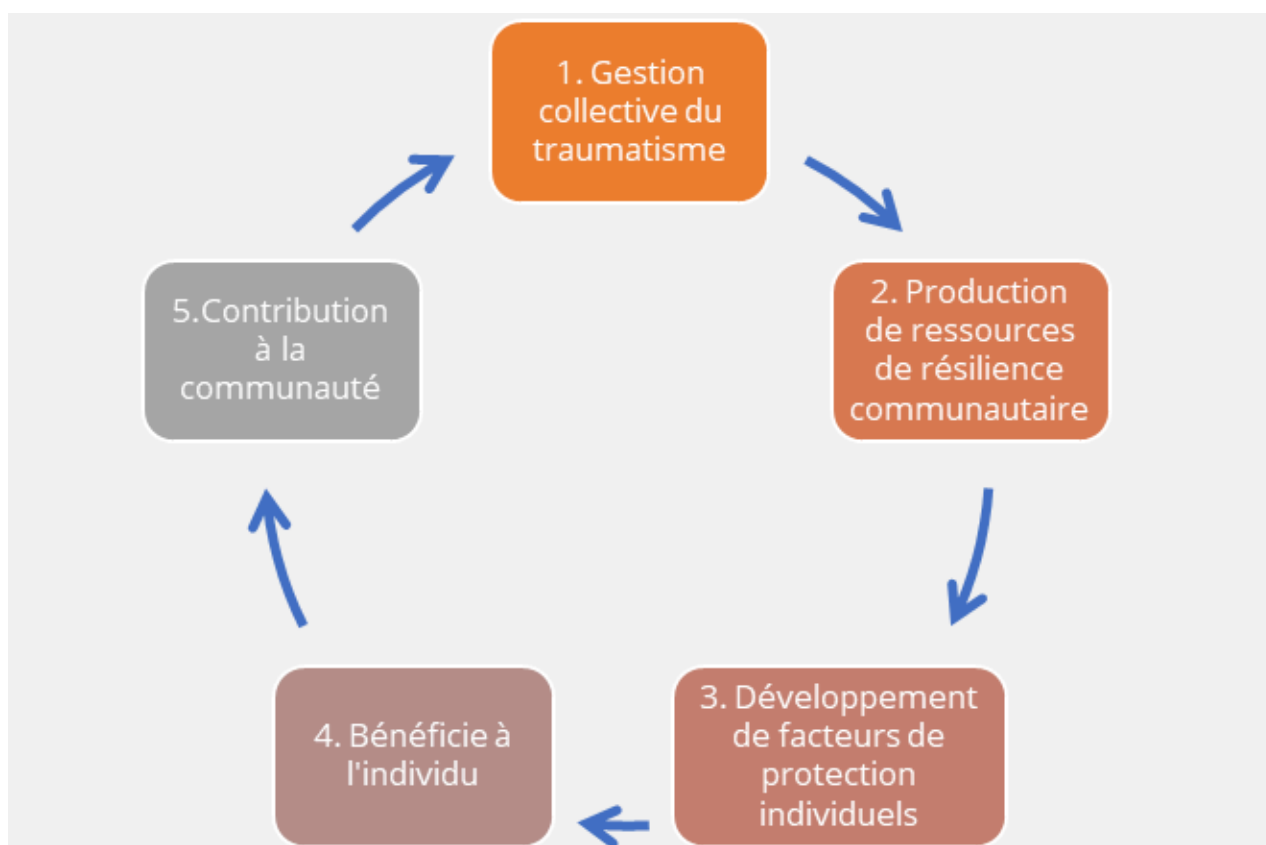 1. Gestion
collective du
traumatisme
2. Production
de ressources
de résilience
communautaire
3. Développement
de facteurs de
protection
individuels
4. Bénéficie à
l'individu
5.Contribution
à la
communauté